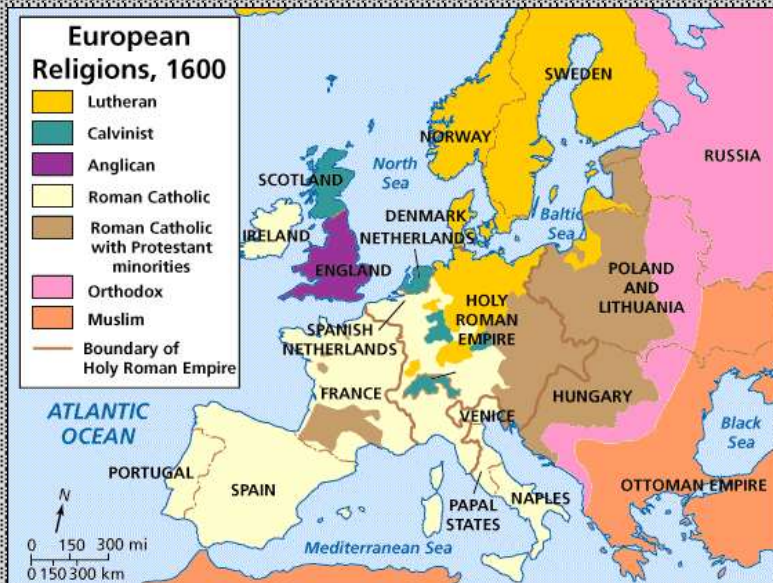 European
Religions, 1600
Lutheran
Calvinist
Anglican
Roman Catholic
Roman Catholic
with Protestant
minorities
Orthodox
Muslim
Boundary of
Holy Roman Empire
SWEDEN
NORWAY
RUSSIA
North
Sea
SCOTLAND
DENMARK
Baltic
Sea
IRELAND
NETHERLANDS
ENGLAND
POLAND
AND
LITHUANIA
HOLY
ROMAN
EMPIRE
SPANISH
NETHERLANDS
FRANCE
HUNGARY
ATLANTIC
OCEAN
VENICE
Black
Sea
PORTUGAL
SPAIN
OTTOMAN EMPIRE
PAPAL
STATES
NAPLES
N
Mediterranean Sea
0 150 300 mi
0 150 300 km